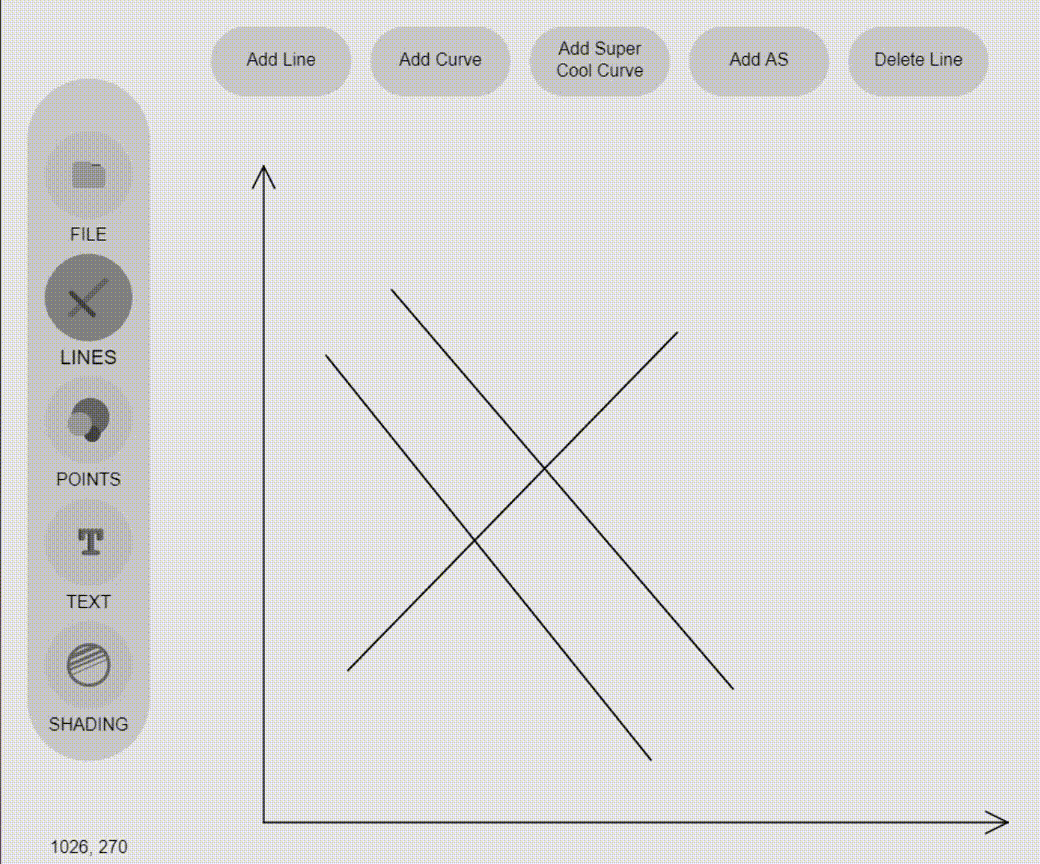 Add Line
Add Curve
Add Super
Cool Curve
Add AS
Delete Line
FILE
LINES
POINTS
T
TEXT
SHADING
1026, 270